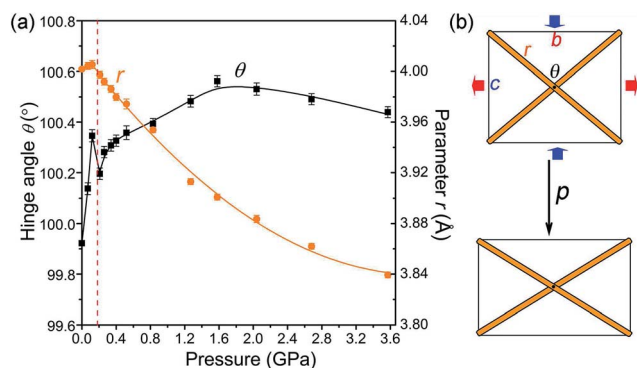 (a)
100.8
100.6
100.4
100.2
100.0
99.8
99.6
Hinge angle θ (°)
r
θ
4.04
4.00
3.96
3.92
3.88
3.84
3.80
Parameter r (Å)
0.0 0.4 0.8 1.2 1.6 2.0 2.4 2.8 3.2 3.6
Pressure (GPa)
(b)
b
r
θ
c
p